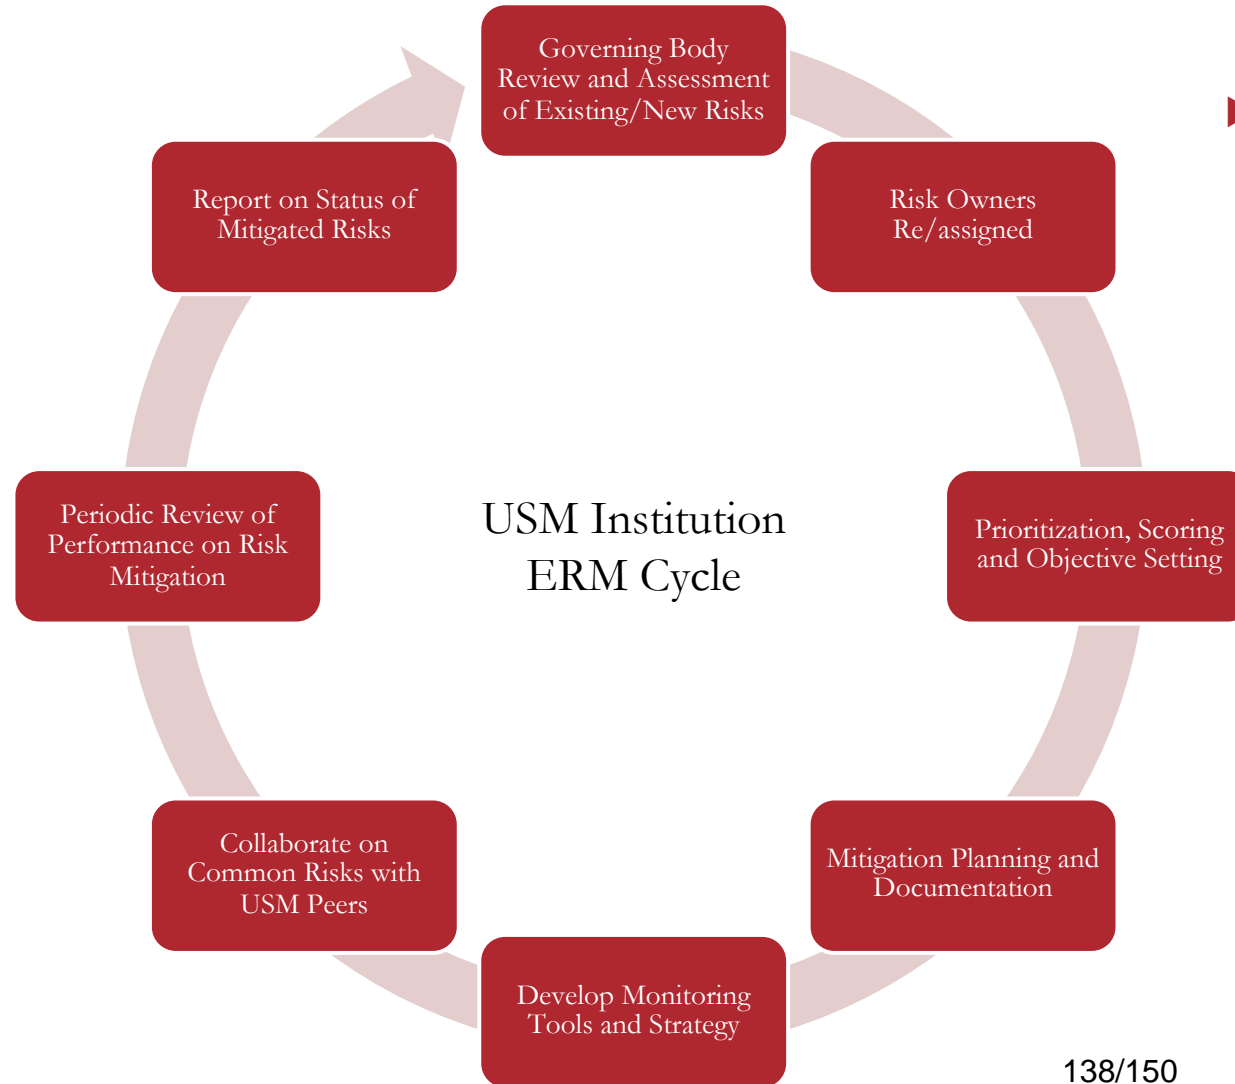 Governing Body
Review and Assessment
of Existing/New Risks
Risk Owners
Re/assigned
Prioritization, Scoring
and Objective Setting
Mitigation Planning and
Documentation
Develop Monitoring
Tools and Strategy
Collaborate on
Common Risks with
USM Peers
Periodic Review of
Performance on Risk
Mitigation
Report on Status of
Mitigated Risks
USM Institution
ERM Cycle
138/150